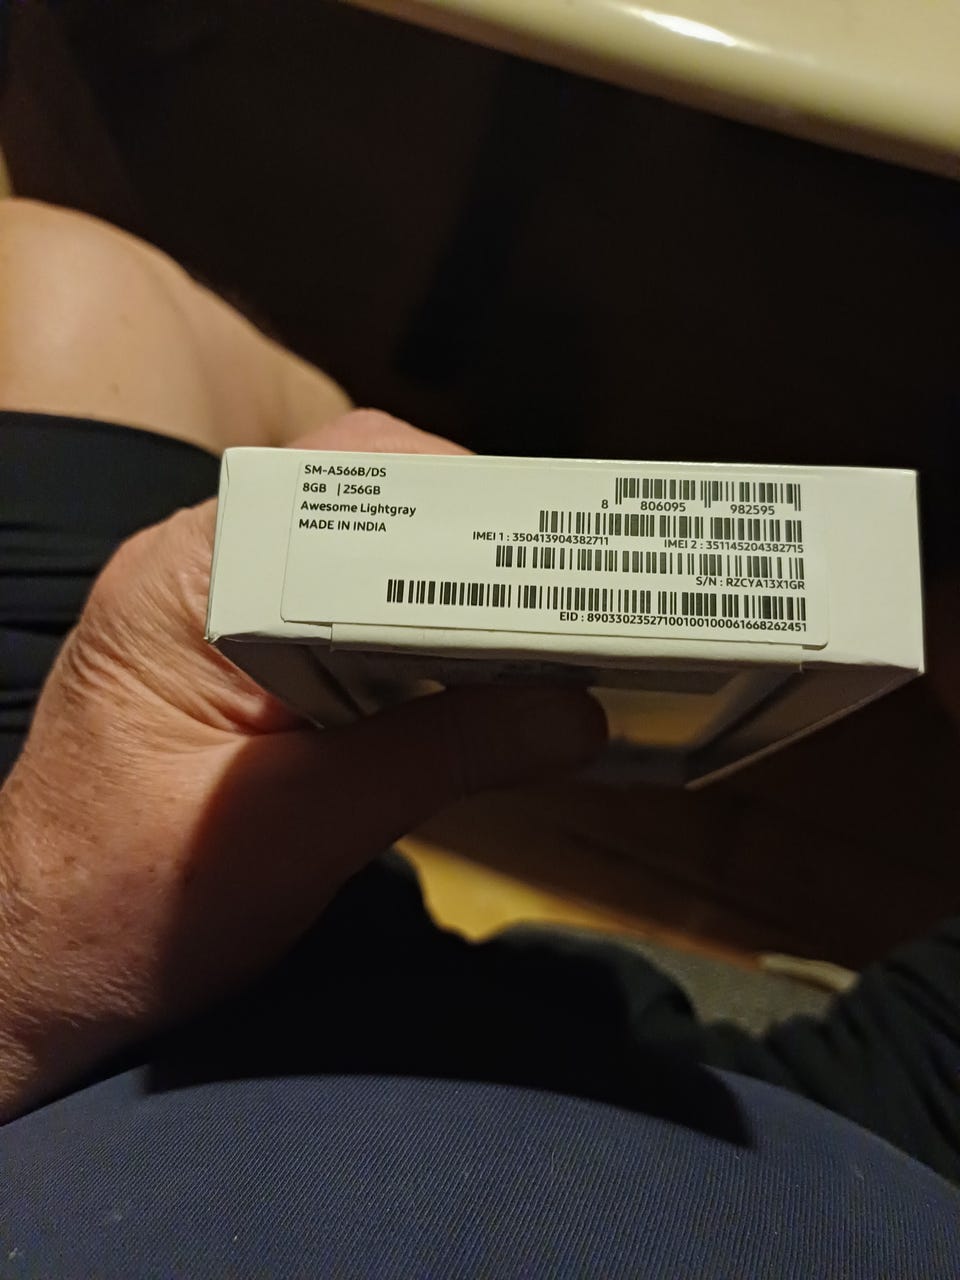 SM-A566B/DS
8GB | 256GB
Awesome Lightgray
MADE IN INDIA
8 806095 982595
IMEI 1 : 350413904382711 IMEI 2 : 351145204382715
S/N : RZCYA13X1GR
EID : 89033023527100100100061668262451